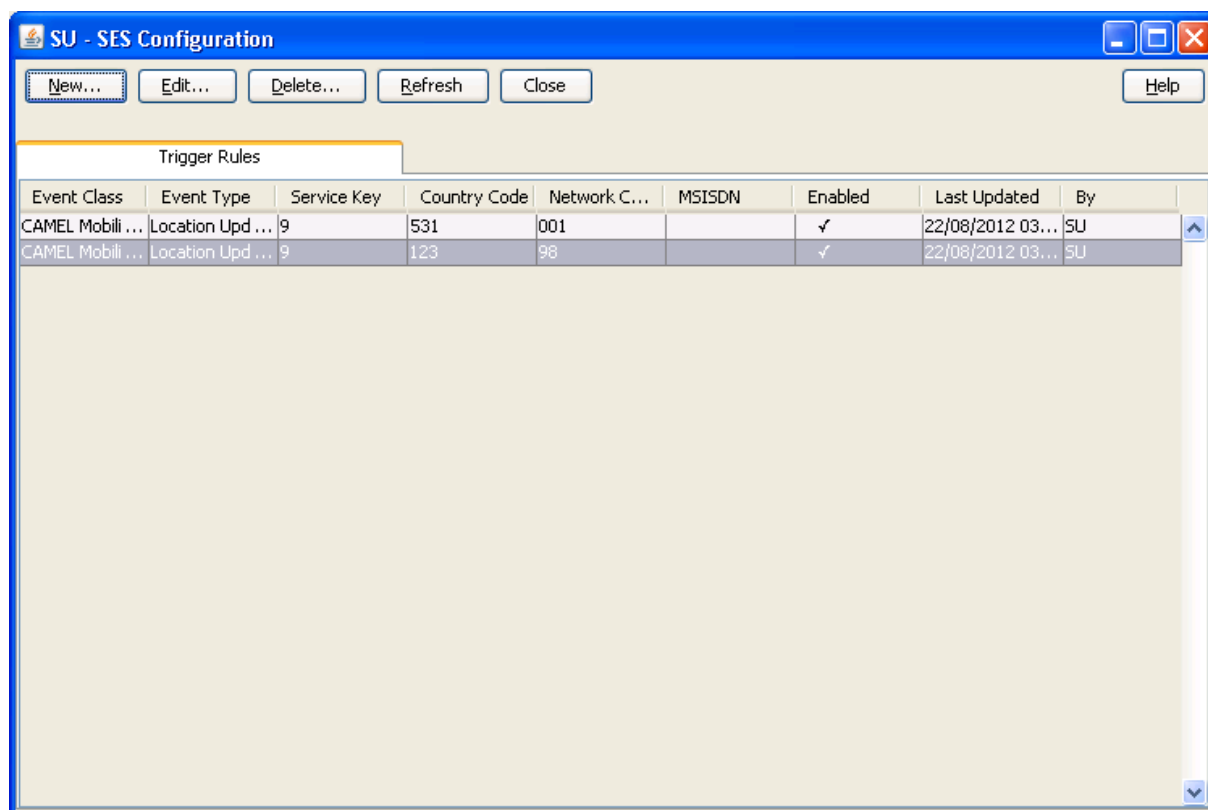 SU - SES Configuration
New... Edit... Delete... Refresh Close Help
Trigger Rules
Event Class Event Type Service Key Country Code Network C... MSISDN Enabled Last Updated By
CAMEL Mobili ... Location Upd ... 9 531 001 ✓ 22/08/2012 03... SU
CAMEL Mobili ... Location Upd ... 9 123 98 ✓ 22/08/2012 03... SU